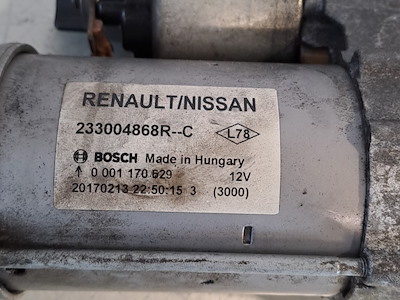 RENAULT/NISSAN
233004868R--C L78
BOSCH Made in Hungary
0 001 170 629 12V
20170213 22:50:15 3 (3000)